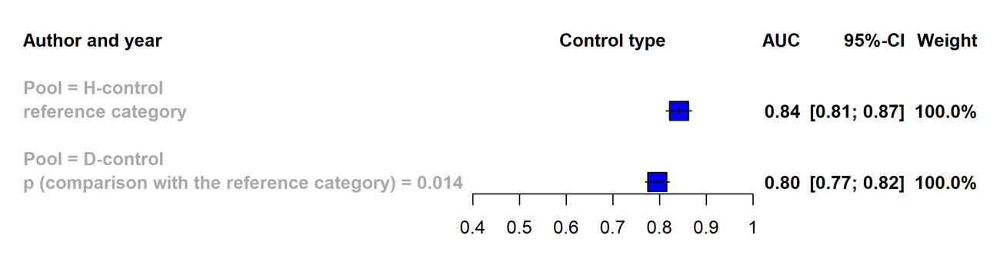 Author and year Control type AUC 95%-CI Weight
Pool = H-control
reference category 0.84 [0.81; 0.87] 100.0%
Pool = D-control
p (comparison with the reference category) = 0.014 0.80 [0.77; 0.82] 100.0%
0.4 0.5 0.6 0.7 0.8 0.9 1